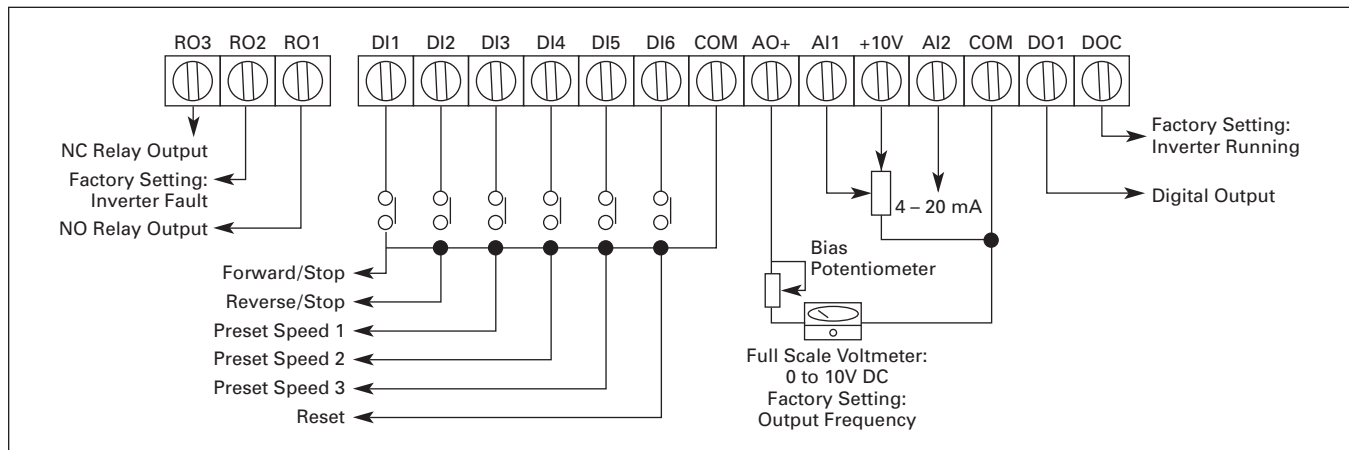 RO3 RO2 RO1 DI1 DI2 DI3 DI4 DI5 DI6 COM AO+ AI1 +10V AI2 COM DO1 DOC
NC Relay Output
Factory Setting:
Inverter Fault
NO Relay Output
Forward/Stop
Reverse/Stop
Preset Speed 1
Preset Speed 2
Preset Speed 3
Reset
4 – 20 mA
Bias
Potentiometer
Full Scale Voltmeter:
0 to 10V DC
Factory Setting:
Output Frequency
Factory Setting:
Inverter Running
Digital Output